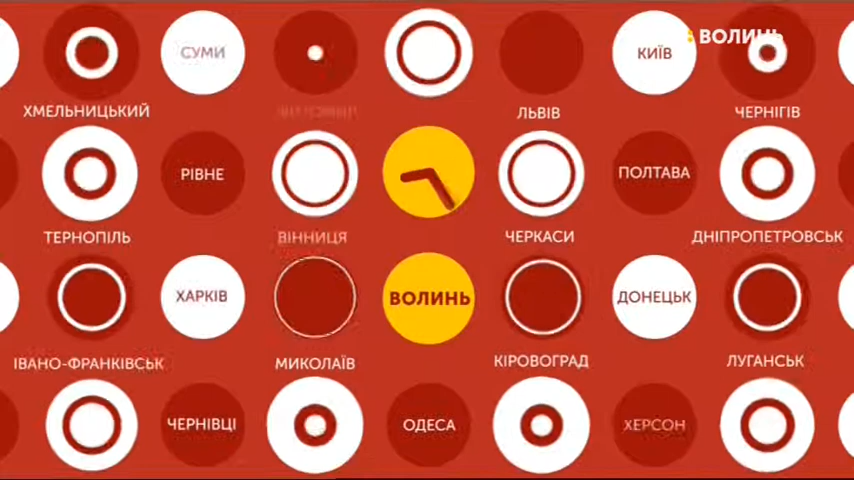 ВОЛИНЬ
СУМИ
КИЇВ
ХМЕЛЬНИЦЬКИЙ
ЛЬВІВ
ЧЕРНІГІВ
РІВНЕ
ПОЛТАВА
ТЕРНОПІЛЬ
ВІННИЦЯ
ЧЕРКАСИ
ДНІПРОПЕТРОВСЬК
ХАРКІВ
ВОЛИНЬ
ДОНЕЦЬК
ІВАНО-ФРАНКІВСЬК
МИКОЛАЇВ
КІРОВОГРАД
ЛУГАНСЬК
ЧЕРНІВЦІ
ОДЕСА
ХЕРСОН